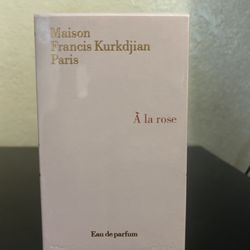 Maison
Francis Kurkdjian
Paris
À la rose
Eau de parfum